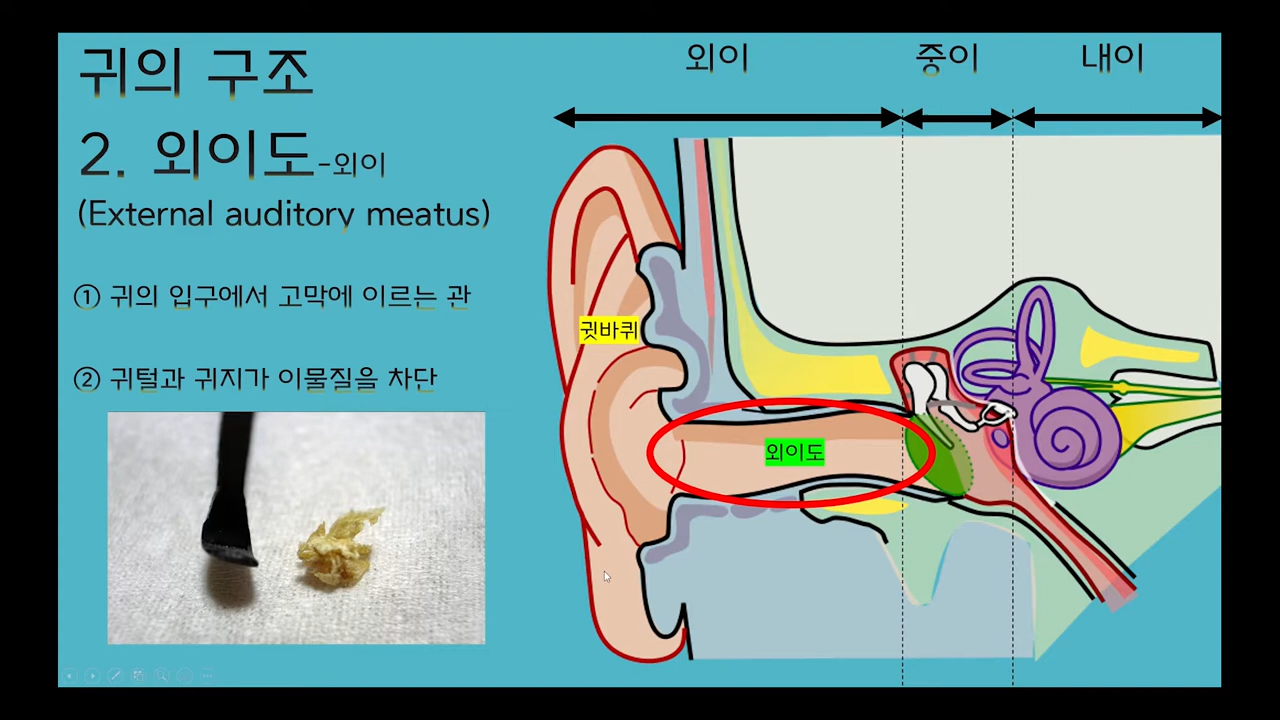 귀의 구조
2. 외이도-외이
(External auditory meatus)
① 귀의 입구에서 고막에 이르는 관
② 귀털과 귀지가 이물질을 차단
외이 중이 내이
귓바퀴
외이도